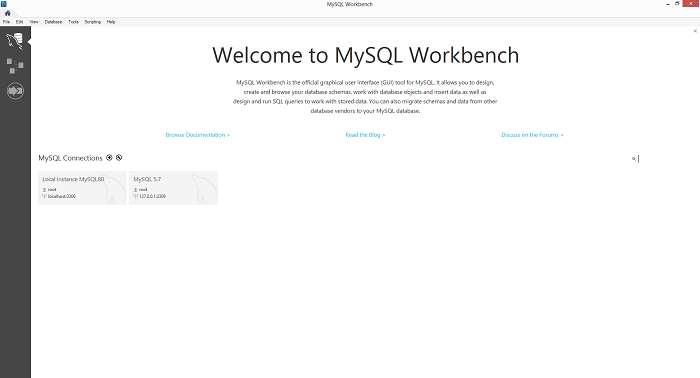 MySQL Workbench
File Edit View Database Tools Scripting Help
Welcome to MySQL Workbench
MySQL Workbench is the official graphical user interface (GUI) tool for MySQL. It allows you to design,
create and browse your database schemas, work with database objects and insert data as well as
design and run SQL queries to work with stored data. You can also migrate schemas and data from other
database vendors to your MySQL database.
Browse Documentation > Read the Blog > Discuss on the Forums >
MySQL Connections
Local instance MySQL80 MySQL 5.7
root root
localhost:3306 127.0.0.1:3309